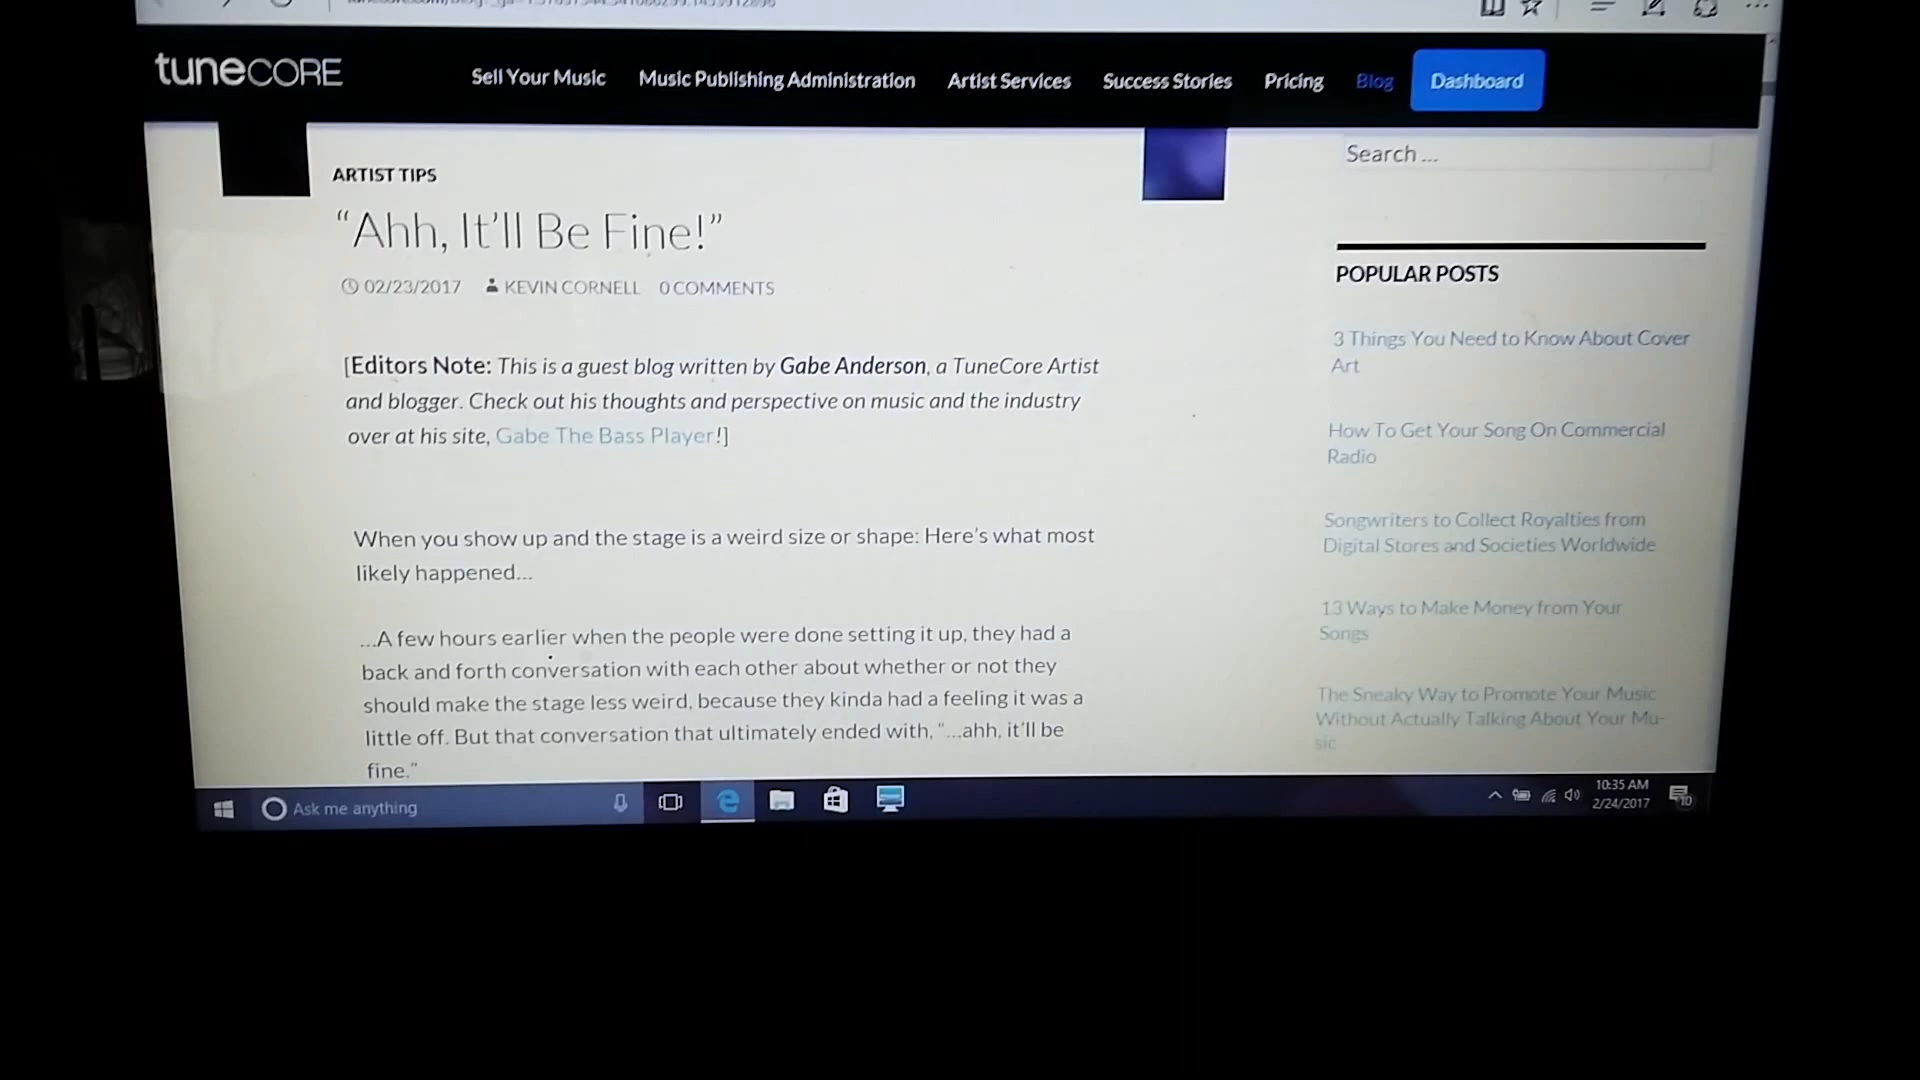 tuneCORE
Sell Your Music Music Publishing Administration Artist Services Success Stories Pricing Blog Dashboard
Search ...
ARTIST TIPS
“Ahh, It’ll Be Fine!”
02/23/2017 KEVIN CORNELL 0 COMMENTS
[Editors Note: This is a guest blog written by Gabe Anderson, a TuneCore Artist
and blogger. Check out his thoughts and perspective on music and the industry
over at his site, Gabe The Bass Player!]
When you show up and the stage is a weird size or shape: Here’s what most
likely happened…
…A few hours earlier when the people were done setting it up, they had a
back and forth conversation with each other about whether or not they
should make the stage less weird, because they kinda had a feeling it was a
little off. But that conversation that ultimately ended with, “…ahh, it’ll be
fine.”
POPULAR POSTS
3 Things You Need to Know About Cover
Art
How To Get Your Song On Commercial
Radio
Songwriters to Collect Royalties from
Digital Stores and Societies Worldwide
13 Ways to Make Money from Your
Songs
The Sneaky Way to Promote Your Music
Without Actually Talking About Your Mu-
sic
Ask me anything
10:35 AM
2/24/2017
10